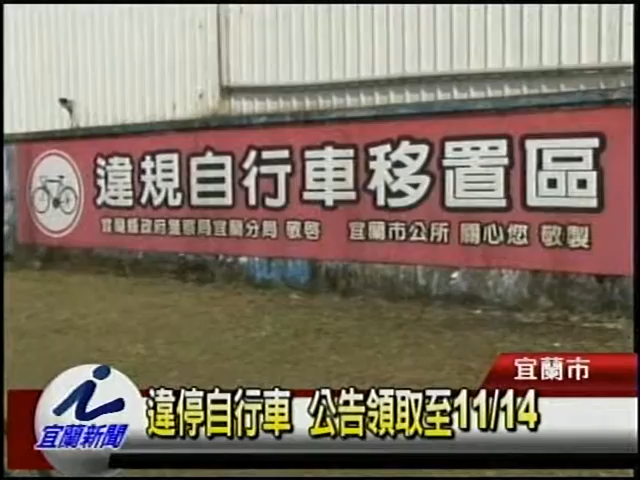 違規自行車移置區
宜蘭縣政府警察局宜蘭分局 敬啓 宜蘭市公所 關心您 敬製
宜蘭市
違停自行車 公告領取至11/14
宜蘭新聞